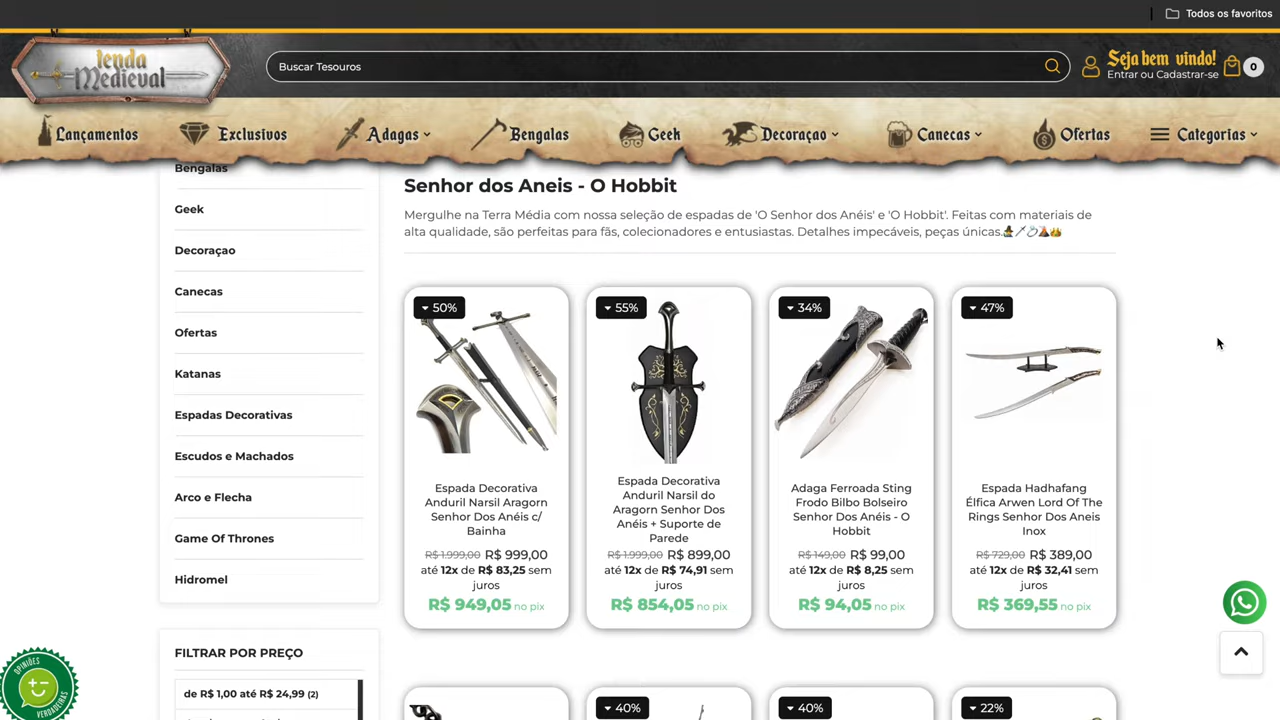 Todos os favoritos
tenda
Medieval
Buscar Tesouros
Seja bem vindo!
Entrar ou Cadastrar-se
0
Lançamentos
Exclusivos
Adagas
Bengalas
Geek
Decoraçao
Canecas
Ofertas
Categorias
Bengalas
Geek
Decoraçao
Canecas
Ofertas
Katanas
Espadas Decorativas
Escudos e Machados
Arco e Flecha
Game Of Thrones
Hidromel
FILTRAR POR PREÇO
de R$ 1,00 até R$ 24,99 (2)
OPINIÕES
VERDADEIRAS
Senhor dos Aneis - O Hobbit
Mergulhe na Terra Média com nossa seleção de espadas de 'O Senhor dos Anéis' e 'O Hobbit'. Feitas com materiais de
alta qualidade, são perfeitas para fãs, colecionadores e entusiastas. Detalhes impecáveis, peças únicas.
50%
Espada Decorativa
Anduril Narsil Aragorn
Senhor Dos Anéis c/
Bainha
R$ 1.999,00 R$ 999,00
até 12x de R$ 83,25 sem
juros
R$ 949,05 no pix
55%
Espada Decorativa
Anduril Narsil do
Aragorn Senhor Dos
Anéis + Suporte de
Parede
R$ 1.999,00 R$ 899,00
até 12x de R$ 74,91 sem
juros
R$ 854,05 no pix
34%
Adaga Ferroada Sting
Frodo Bilbo Bolseiro
Senhor Dos Anéis - O
Hobbit
R$ 149,00 R$ 99,00
até 12x de R$ 8,25 sem
juros
R$ 94,05 no pix
47%
Espada Hadhafang
Élfica Arwen Lord Of The
Rings Senhor Dos Aneis
Inox
R$ 729,00 R$ 389,00
até 12x de R$ 32,41 sem
juros
R$ 369,55 no pix
40%
40%
22%